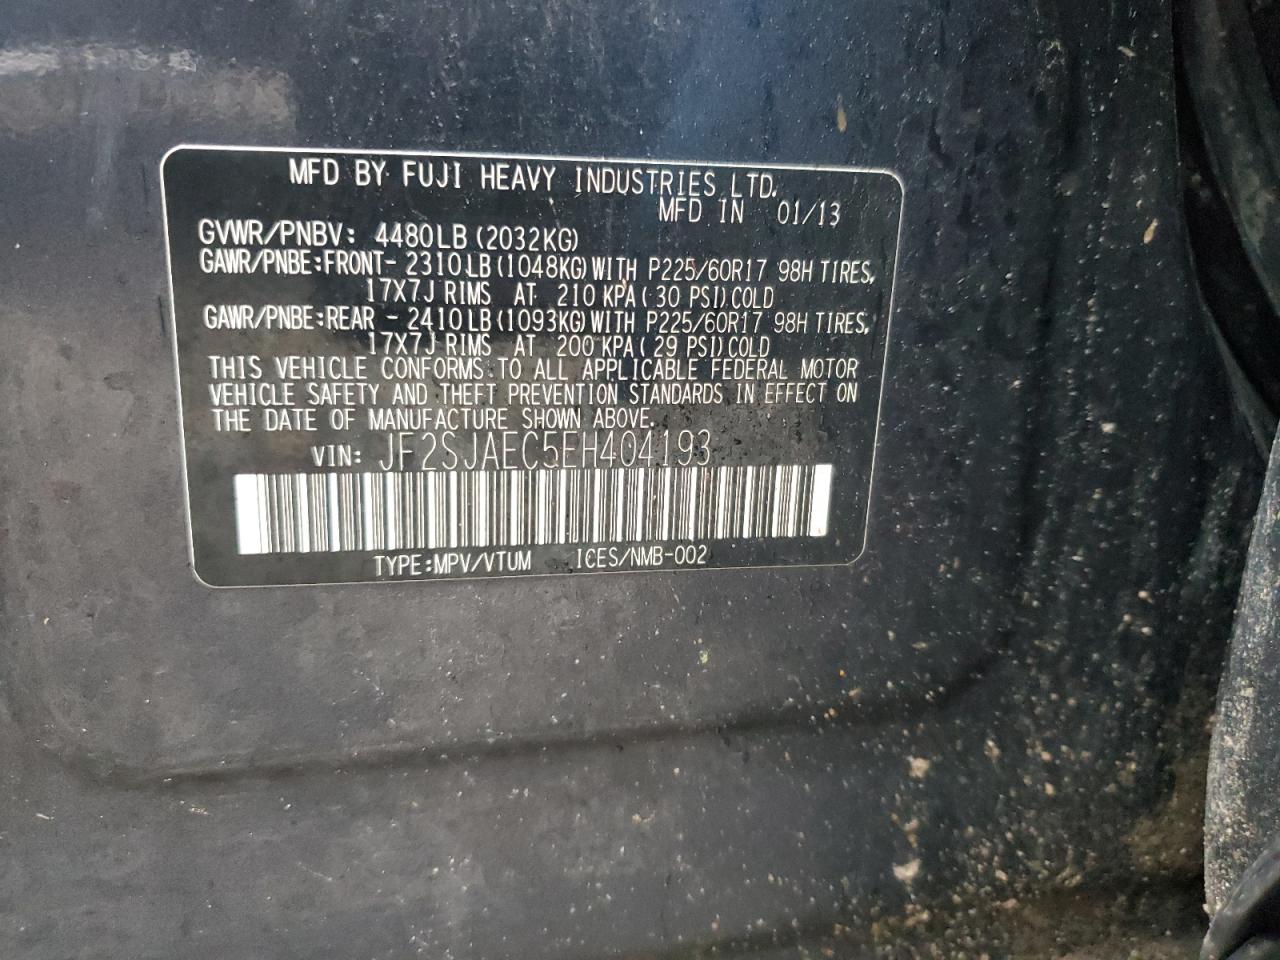 MFD BY FUJI HEAVY INDUSTRIES LTD.
MFD IN 01/13
GVWR/PNBV: 4480LB (2032KG)
GAWR/PNBE:FRONT- 2310LB (1048KG) WITH P225/60R17 98H TIRES,
17X7J RIMS AT 210 KPA ( 30 PSI) COLD
GAWR/PNBE:REAR - 2410LB (1093KG) WITH P225/60R17 98H TIRES,
17X7J RIMS AT 200 KPA ( 29 PSI) COLD
THIS VEHICLE CONFORMS TO ALL APPLICABLE FEDERAL MOTOR
VEHICLE SAFETY AND THEFT PREVENTION STANDARDS IN EFFECT ON
THE DATE OF MANUFACTURE SHOWN ABOVE.
VIN: JF2SJAEC5EH404193
TYPE:MPV/VTUM ICES/NMB-002